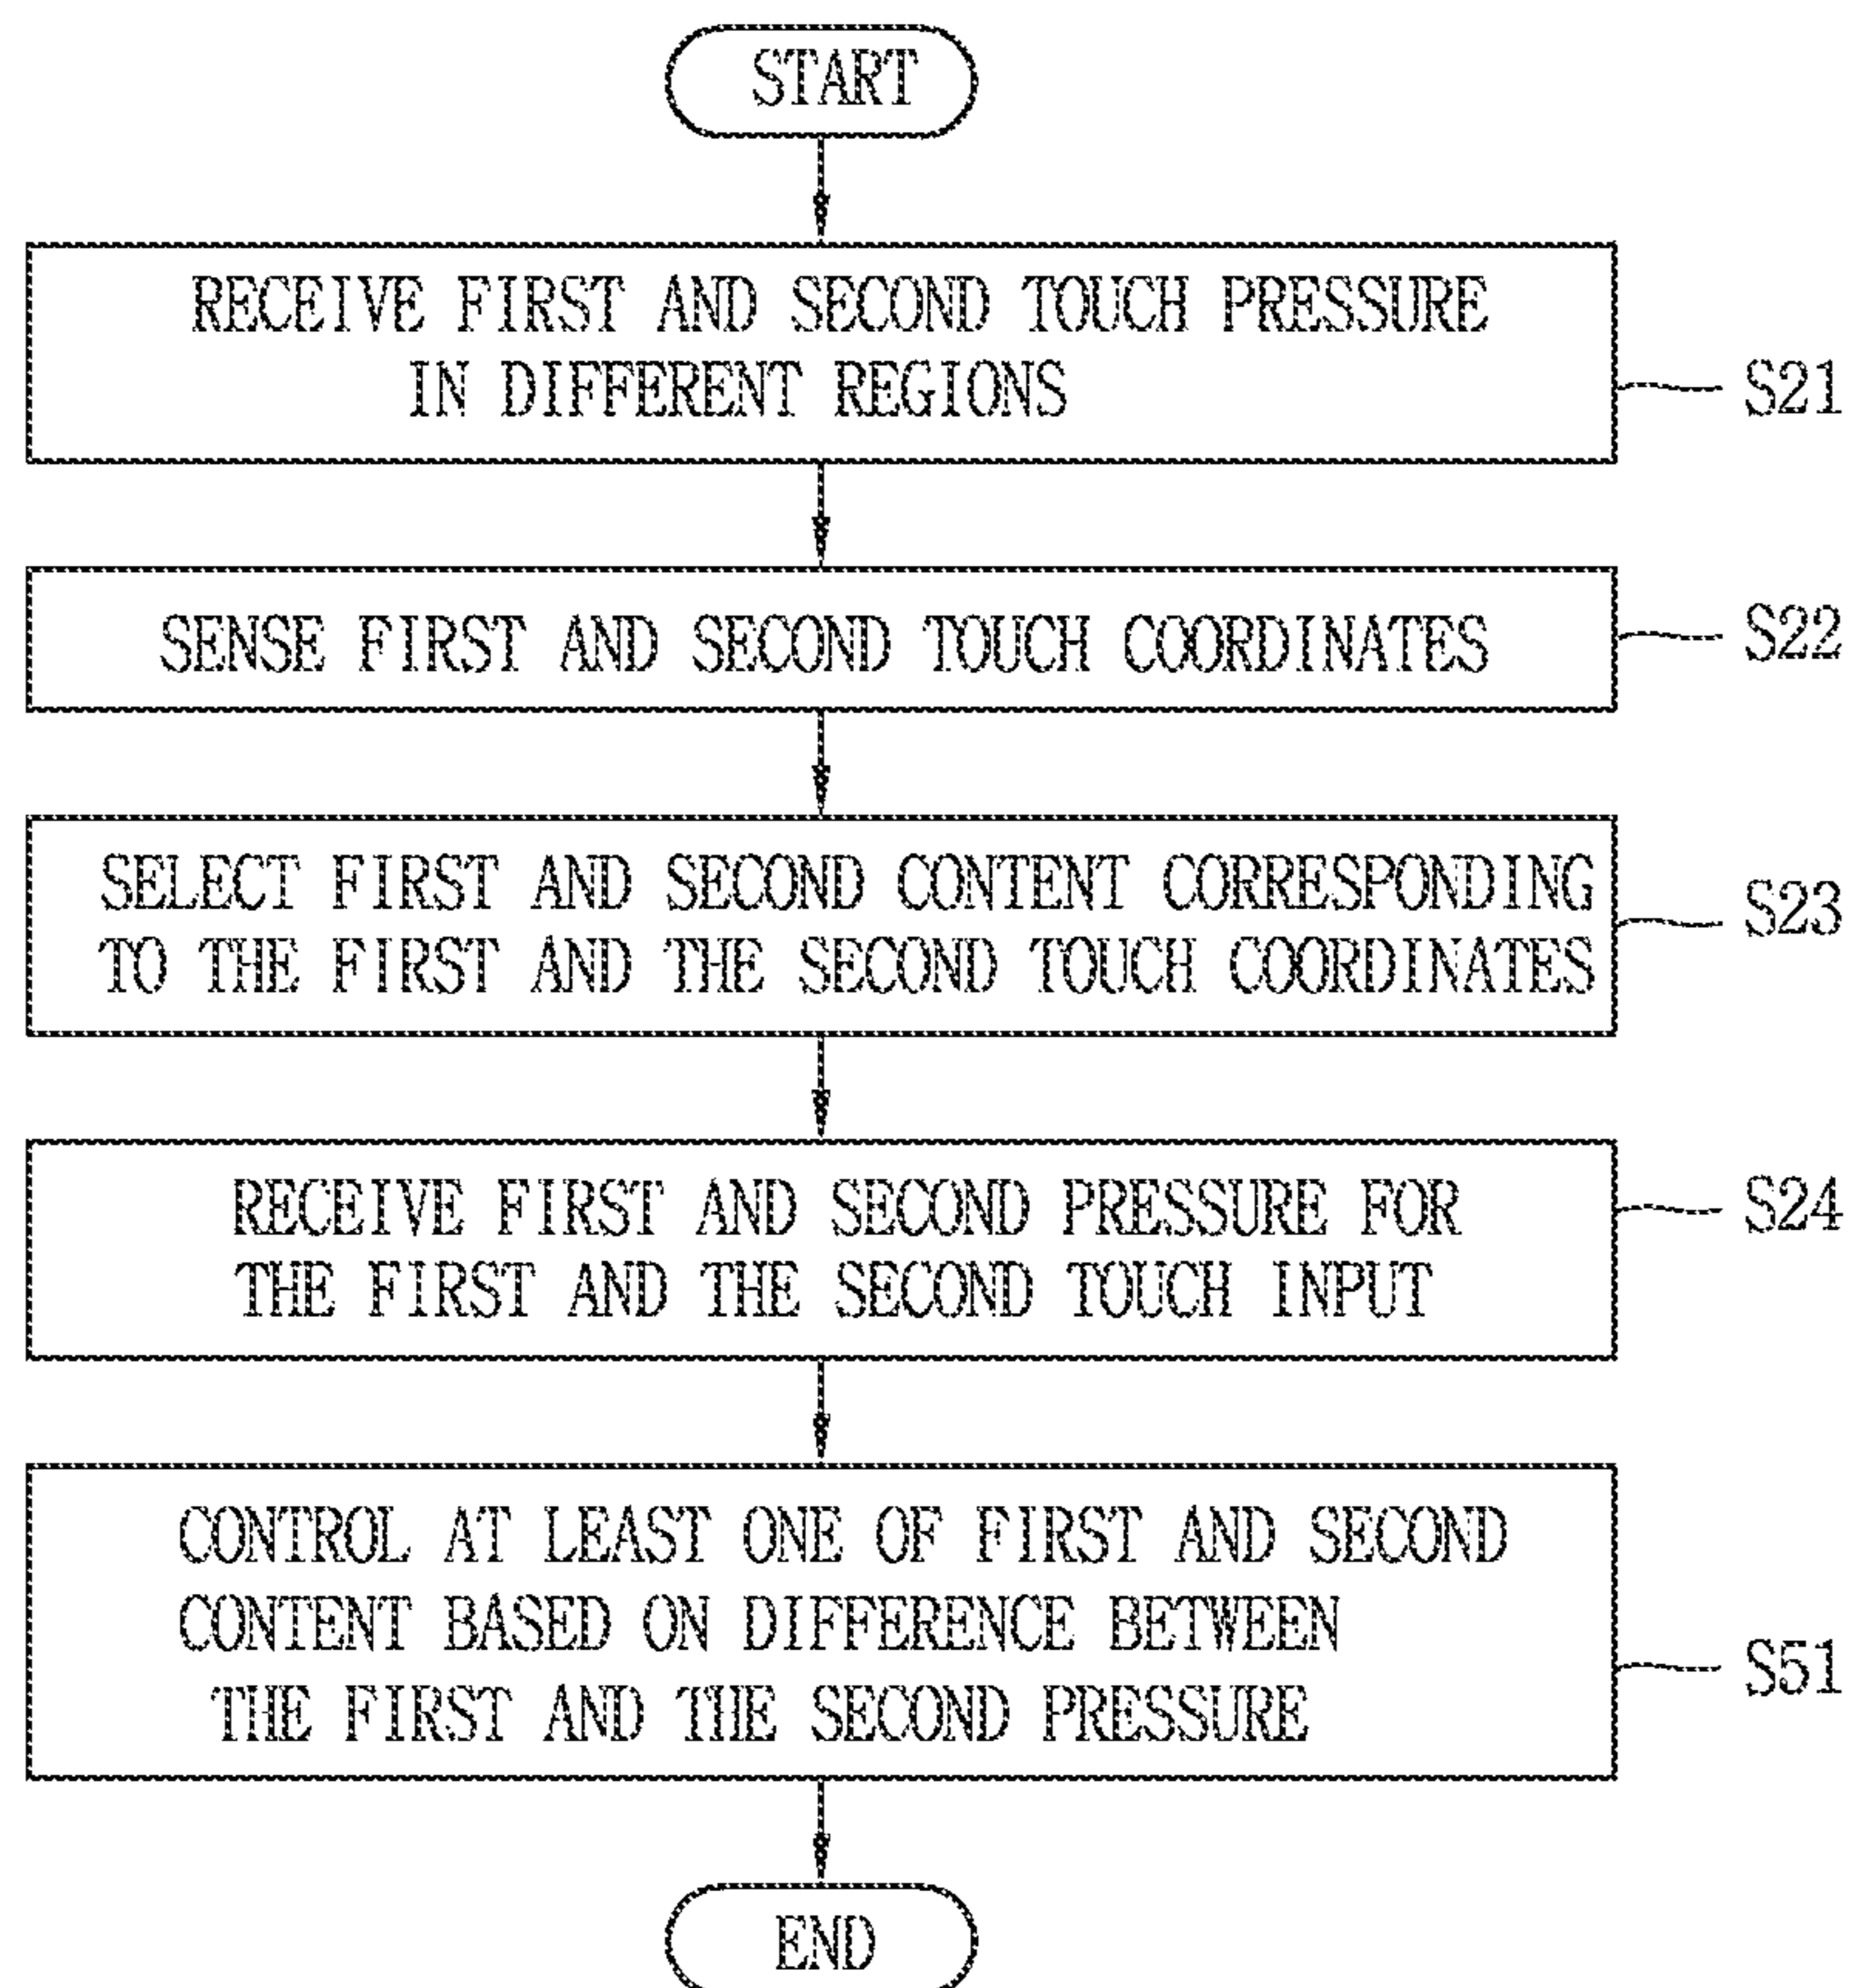 START
RECEIVE FIRST AND SECOND TOUCH PRESSURE
IN DIFFERENT REGIONS
S21
SENSE FIRST AND SECOND TOUCH COORDINATES
S22
SELECT FIRST AND SECOND CONTENT CORRESPONDING
TO THE FIRST AND THE SECOND TOUCH COORDINATES
S23
RECEIVE FIRST AND SECOND PRESSURE FOR
THE FIRST AND THE SECOND TOUCH INPUT
S24
CONTROL AT LEAST ONE OF FIRST AND SECOND
CONTENT BASED ON DIFFERENCE BETWEEN
THE FIRST AND THE SECOND PRESSURE
S51
END